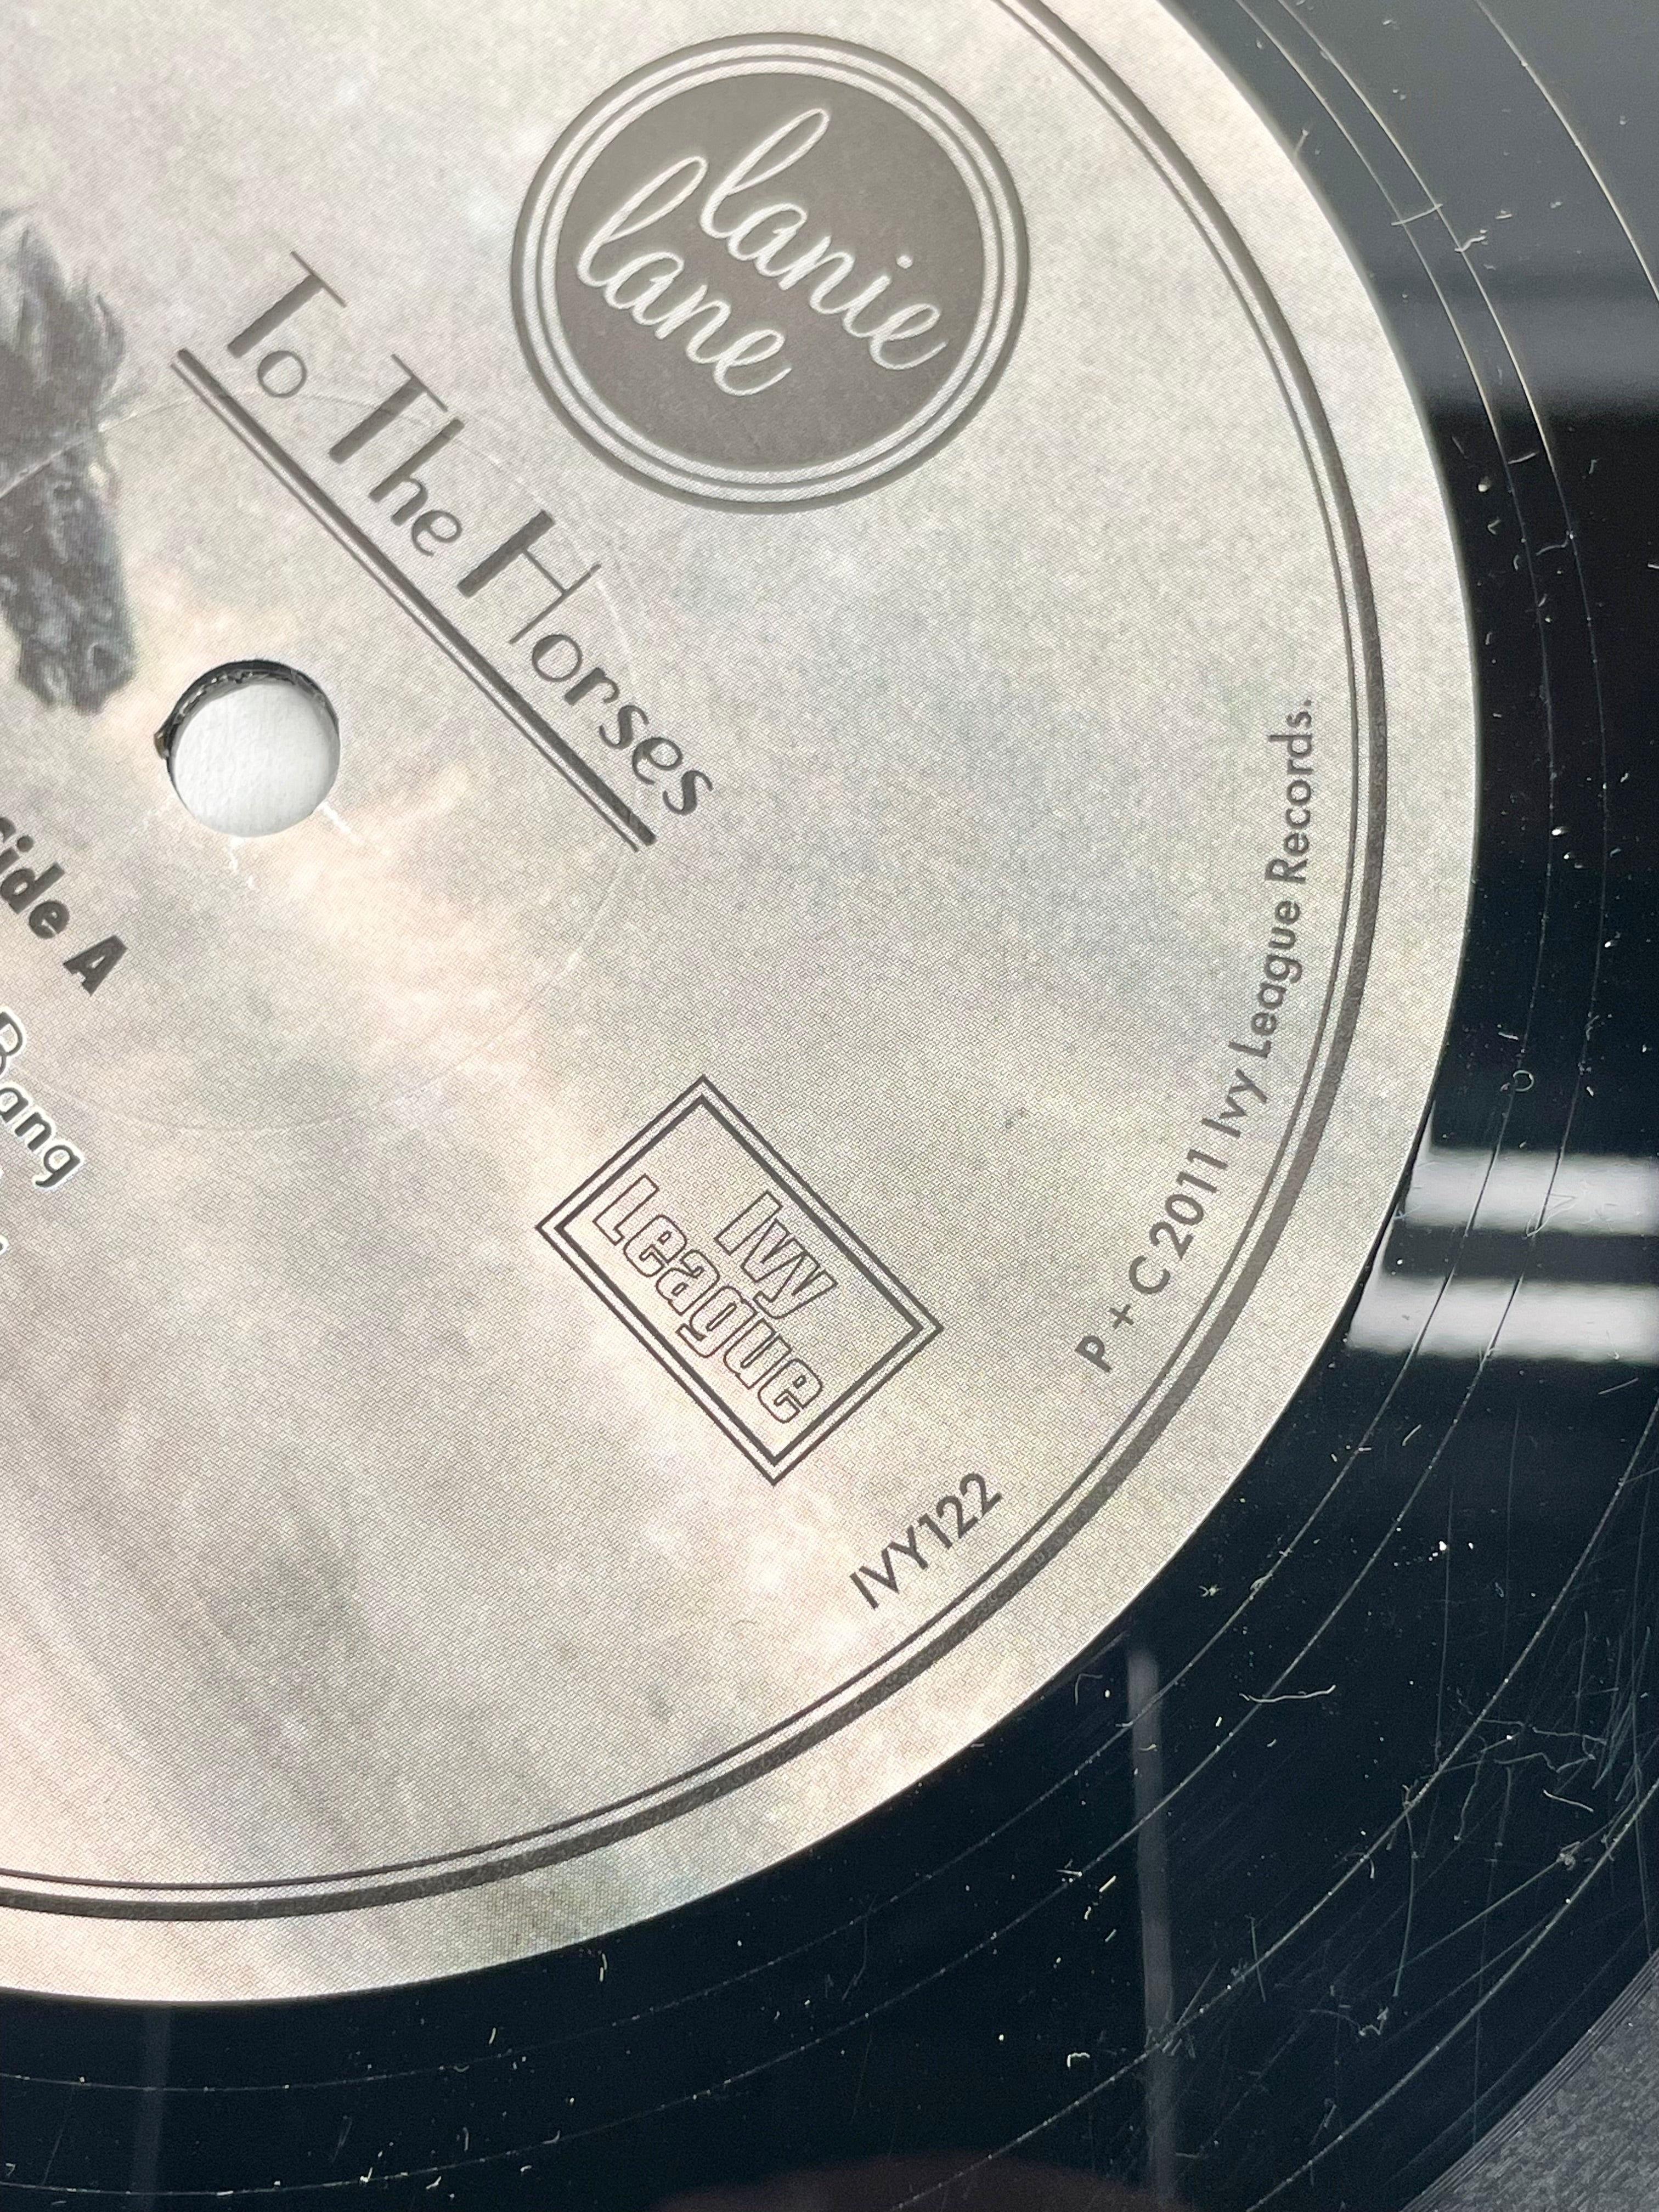 lanie
lane
To The Horses
side A
Bang
Ivy
League
IVY122
P + C 2011 Ivy League Records.